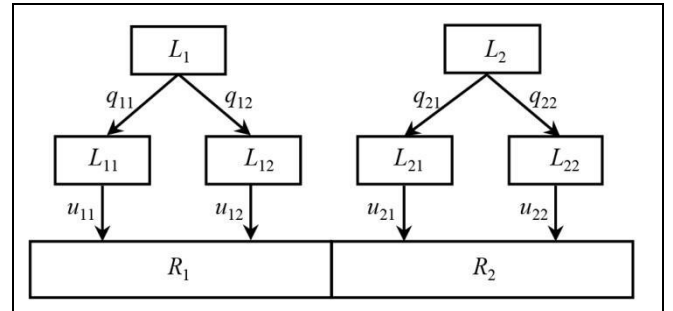 L₁ L₂
q₁₁ q₁₂ q₂₁ q₂₂
L₁₁ L₁₂ L₂₁ L₂₂
u₁₁ u₁₂ u₂₁ u₂₂
R₁ R₂